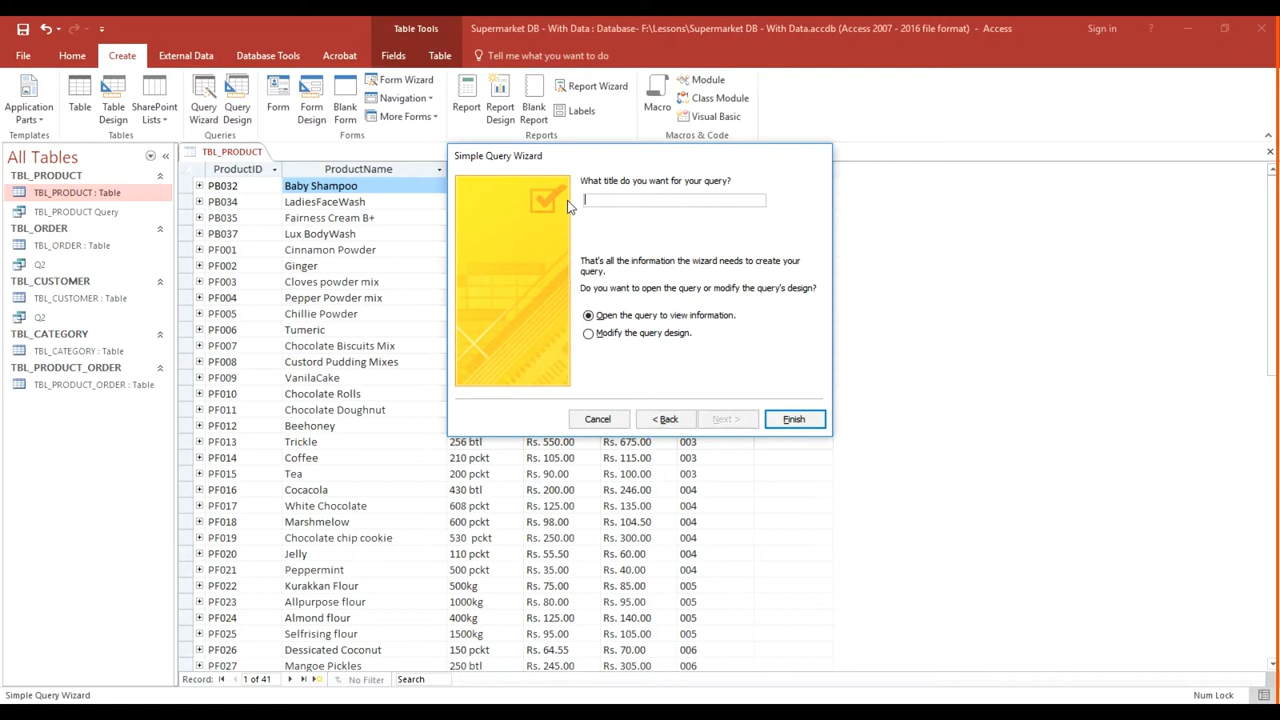 Table Tools
Supermarket DB - With Data : Database- F:\Lessons\Supermarket DB - With Data.accdb (Access 2007 - 2016 file format) - Access
Sign in
?
File
Home
Create
External Data
Database Tools
Acrobat
Fields
Table
Tell me what you want to do
Application Parts
Table
Table Design
SharePoint Lists
Query Wizard
Query Design
Form
Form Design
Blank Form
Form Wizard
Navigation
More Forms
Report
Report Design
Blank Report
Report Wizard
Labels
Macro
Module
Class Module
Visual Basic
Templates
Tables
Queries
Forms
Reports
Macros & Code
All Tables
TBL_PRODUCT
TBL_PRODUCT : Table
TBL_PRODUCT Query
TBL_ORDER
TBL_ORDER : Table
Q2
TBL_CUSTOMER
TBL_CUSTOMER : Table
Q2
TBL_CATEGORY
TBL_CATEGORY : Table
TBL_PRODUCT_ORDER
TBL_PRODUCT_ORDER : Table
TBL_PRODUCT
ProductID ProductName
PB032 Baby Shampoo
PB034 LadiesFaceWash
PB035 Fairness Cream B+
PB037 Lux BodyWash
PF001 Cinnamon Powder
PF002 Ginger
PF003 Cloves powder mix
PF004 Pepper Powder mix
PF005 Chillie Powder
PF006 Tumeric
PF007 Chocolate Biscuits Mix
PF008 Custord Pudding Mixes
PF009 VanilaCake
PF010 Chocolate Rolls
PF011 Chocolate Doughnut
PF012 Beehoney
PF013 Trickle 256 btl Rs. 550.00 Rs. 675.00 003
PF014 Coffee 210 pckt Rs. 105.00 Rs. 115.00 003
PF015 Tea 200 pckt Rs. 90.00 Rs. 100.00 003
PF016 Cocacola 430 btl Rs. 200.00 Rs. 246.00 004
PF017 White Chocolate 608 pckt Rs. 125.00 Rs. 135.00 004
PF018 Marshmelow 600 pckt Rs. 98.00 Rs. 104.50 004
PF019 Chocolate chip cookie 530 pckt Rs. 250.00 Rs. 300.00 004
PF020 Jelly 110 pckt Rs. 55.50 Rs. 60.00 004
PF021 Peppermint 500 pckt Rs. 35.00 Rs. 40.00 004
PF022 Kurakkan Flour 500kg Rs. 75.00 Rs. 85.00 005
PF023 Allpurpose flour 1000kg Rs. 80.00 Rs. 95.00 005
PF024 Almond flour 400kg Rs. 125.00 Rs. 140.00 005
PF025 Selfrising flour 1500kg Rs. 95.00 Rs. 105.00 005
PF026 Dessicated Coconut 150 pckt Rs. 64.55 Rs. 70.00 006
PF027 Mangoe Pickles 250 btl Rs. 245.00 Rs. 305.00 006
Simple Query Wizard
What title do you want for your query?
That's all the information the wizard needs to create your
query.
Do you want to open the query or modify the query's design?
Open the query to view information.
Modify the query design.
Cancel
< Back
Next >
Finish
Record: 1 of 41 No Filter Search
Simple Query Wizard
Num Lock